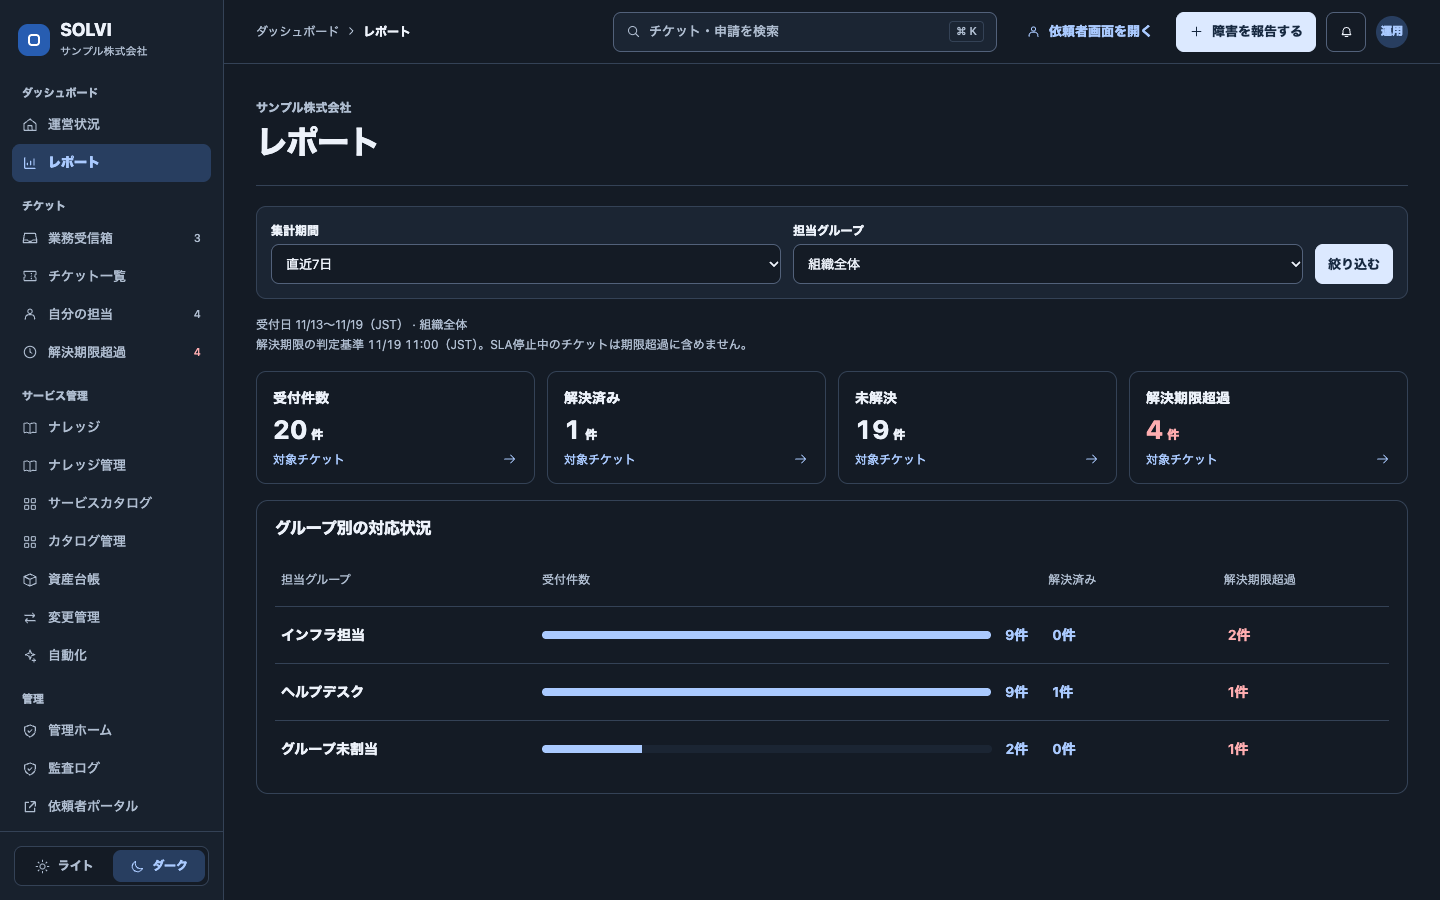 SOLVI
サンプル株式会社
ダッシュボード
運営状況
レポート
チケット
業務受信箱 3
チケット一覧
自分の担当 4
解決期限超過 4
サービス管理
ナレッジ
ナレッジ管理
サービスカタログ
カタログ管理
資産台帳
変更管理
自動化
管理
管理ホーム
監査ログ
依頼者ポータル
ライト ダーク
ダッシュボード › レポート
チケット・申請を検索 ⌘ K
依頼者画面を開く
+ 障害を報告する
運用
サンプル株式会社
レポート
集計期間 担当グループ
直近7日 組織全体 絞り込む
受付日 11/13〜11/19（JST） · 組織全体
解決期限の判定基準 11/19 11:00（JST）。SLA停止中のチケットは期限超過に含めません。
受付件数
20 件
対象チケット →
解決済み
1 件
対象チケット →
未解決
19 件
対象チケット →
解決期限超過
4 件
対象チケット →
グループ別の対応状況
担当グループ 受付件数 解決済み 解決期限超過
インフラ担当 9件 0件 2件
ヘルプデスク 9件 1件 1件
グループ未割当 2件 0件 1件